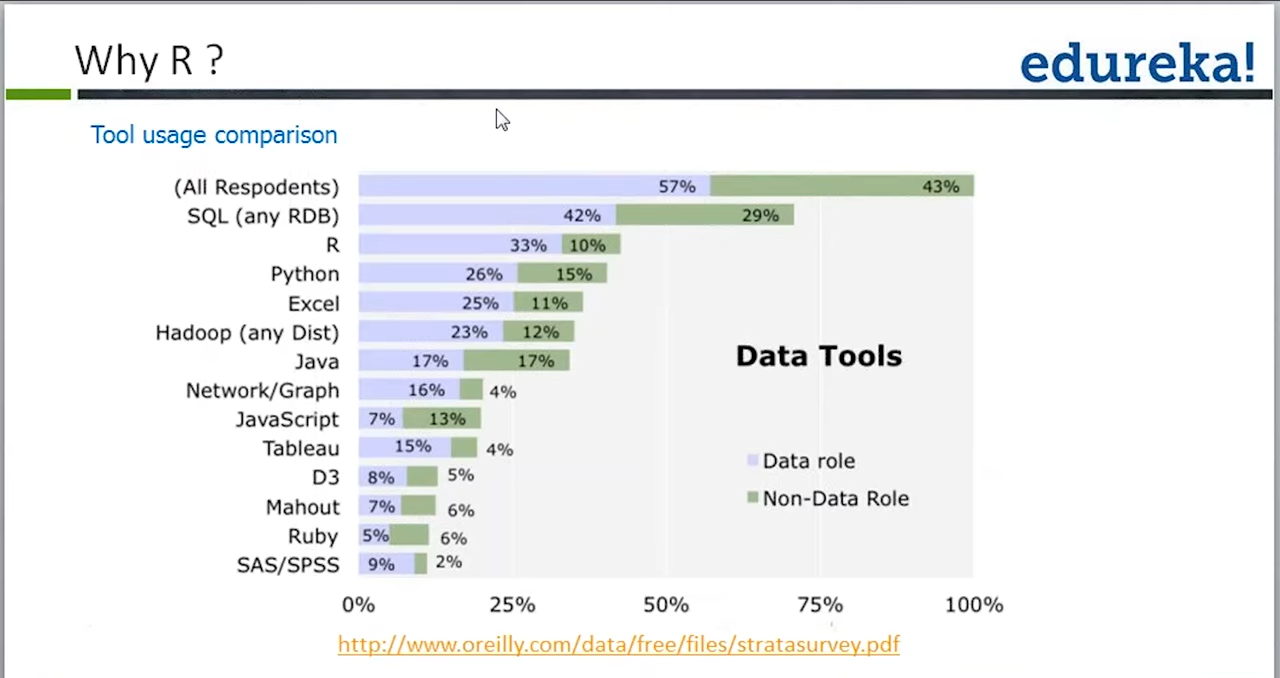 Why R ?
edureka!
Tool usage comparison
(All Respodents) 57% 43%
SQL (any RDB) 42% 29%
R 33% 10%
Python 26% 15%
Excel 25% 11%
Hadoop (any Dist) 23% 12%
Java 17% 17%
Network/Graph 16% 4%
JavaScript 7% 13%
Tableau 15% 4%
D3 8% 5%
Mahout 7% 6%
Ruby 5% 6%
SAS/SPSS 9% 2%
Data Tools
Data role
Non-Data Role
0% 25% 50% 75% 100%
http://www.oreilly.com/data/free/files/stratasurvey.pdf